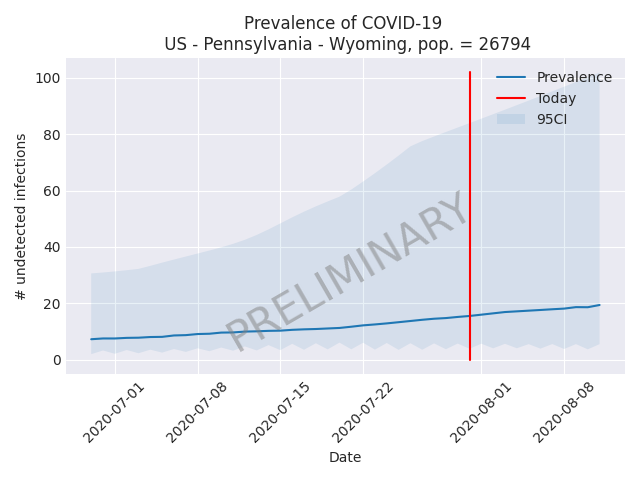 Prevalence of COVID-19
US - Pennsylvania - Wyoming, pop. = 26794
100
80
60
40
20
0
# undetected infections
Prevalence
Today
95CI
PRELIMINARY
2020-07-01
2020-07-08
2020-07-15
2020-07-22
2020-08-01
2020-08-08
Date